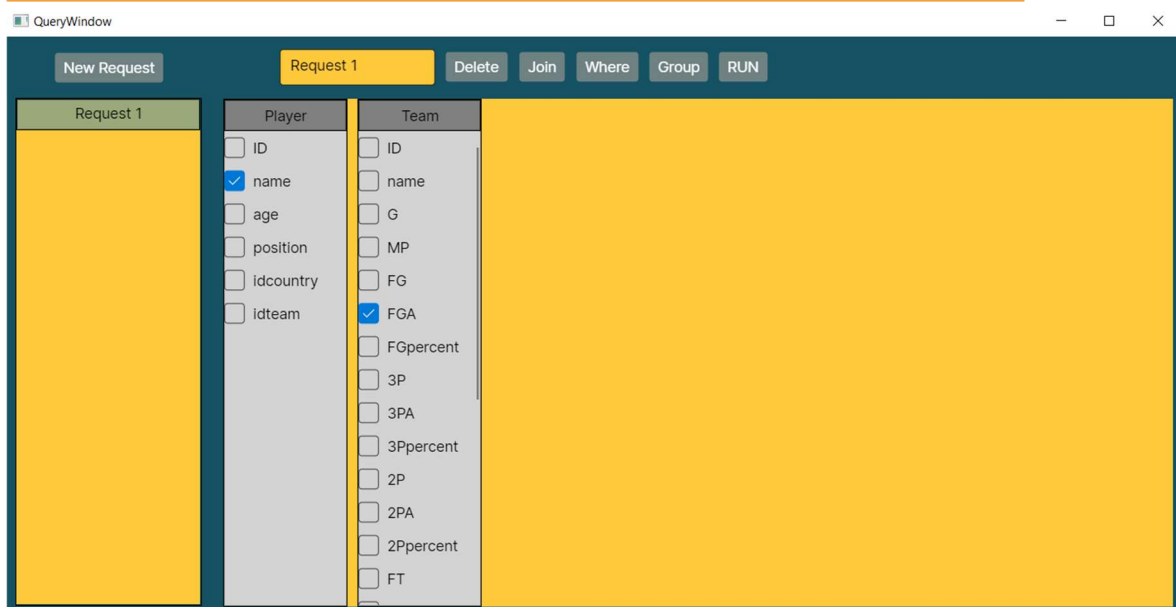 QueryWindow
New Request
Request 1
Delete
Join
Where
Group
RUN
Request 1
Player
ID
name
age
position
idcountry
idteam
Team
ID
name
G
MP
FG
FGA
FGpercent
3P
3PA
3Ppercent
2P
2PA
2Ppercent
FT